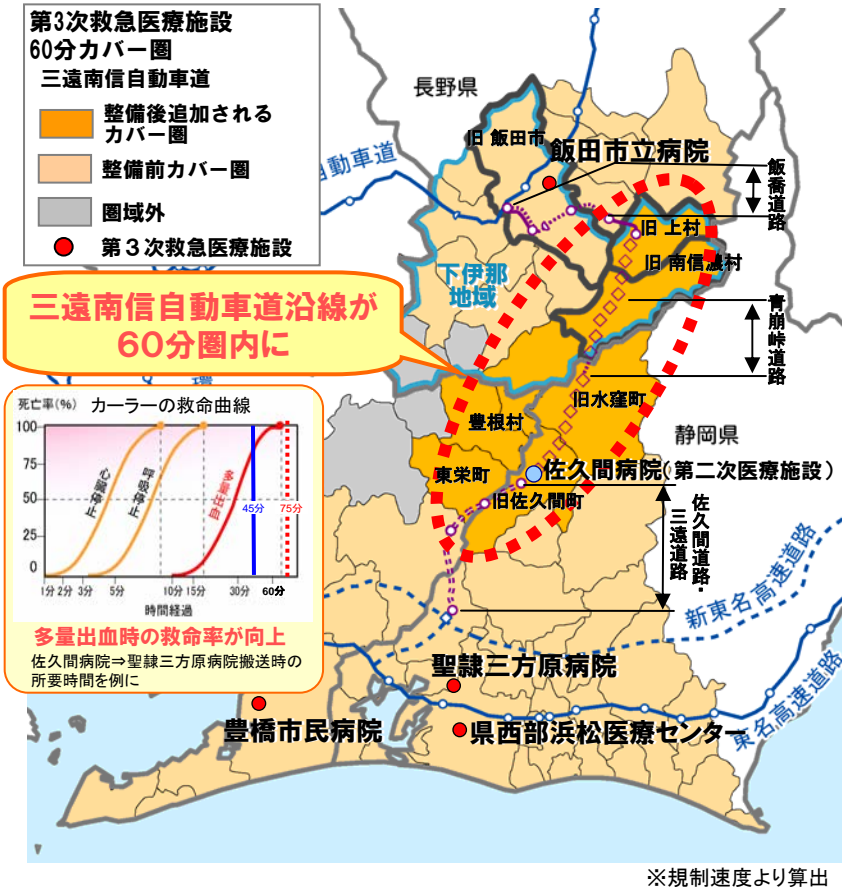 第3次救急医療施設
60分カバー圏
三遠南信自動車道
整備後追加される
カバー圏
整備前カバー圏
圏域外
第3次救急医療施設
長野県
旧 飯田市
飯田市立病院
自動車道
飯喬道路
旧 上村
旧 南信濃村
下伊那
地域
三遠南信自動車道沿線が
60分圏内に
青崩峠道路
環
死亡率(%)
カーラーの救命曲線
100
75
50
25
0
心臓停止
呼吸停止
多量出血
45分
75分
1分 2分 3分 5分 10分 15分 30分 60分
時間経過
多量出血時の救命率が向上
佐久間病院⇒聖隷三方原病院搬送時の
所要時間を例に
旧水窪町
豊根村
静岡県
東栄町
佐久間病院(第二次医療施設)
旧佐久間町
佐久間道路・
三遠道路
新東名高速道路
聖隷三方原病院
豊橋市民病院
県西部浜松医療センター
東名高速道路
※規制速度より算出